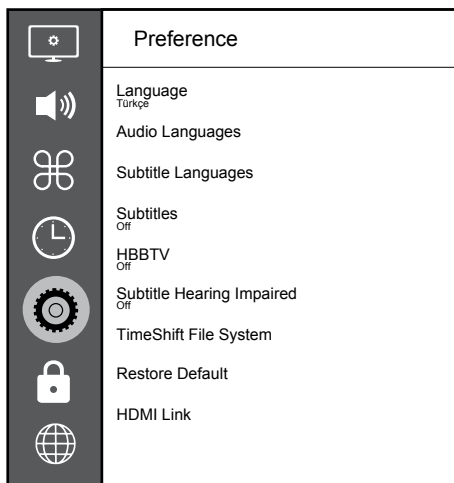 Preference
Language
Türkçe
Audio Languages
Subtitle Languages
Subtitles
Off
HBBTV
Off
Subtitle Hearing Impaired
Off
TimeShift File System
Restore Default
HDMI Link